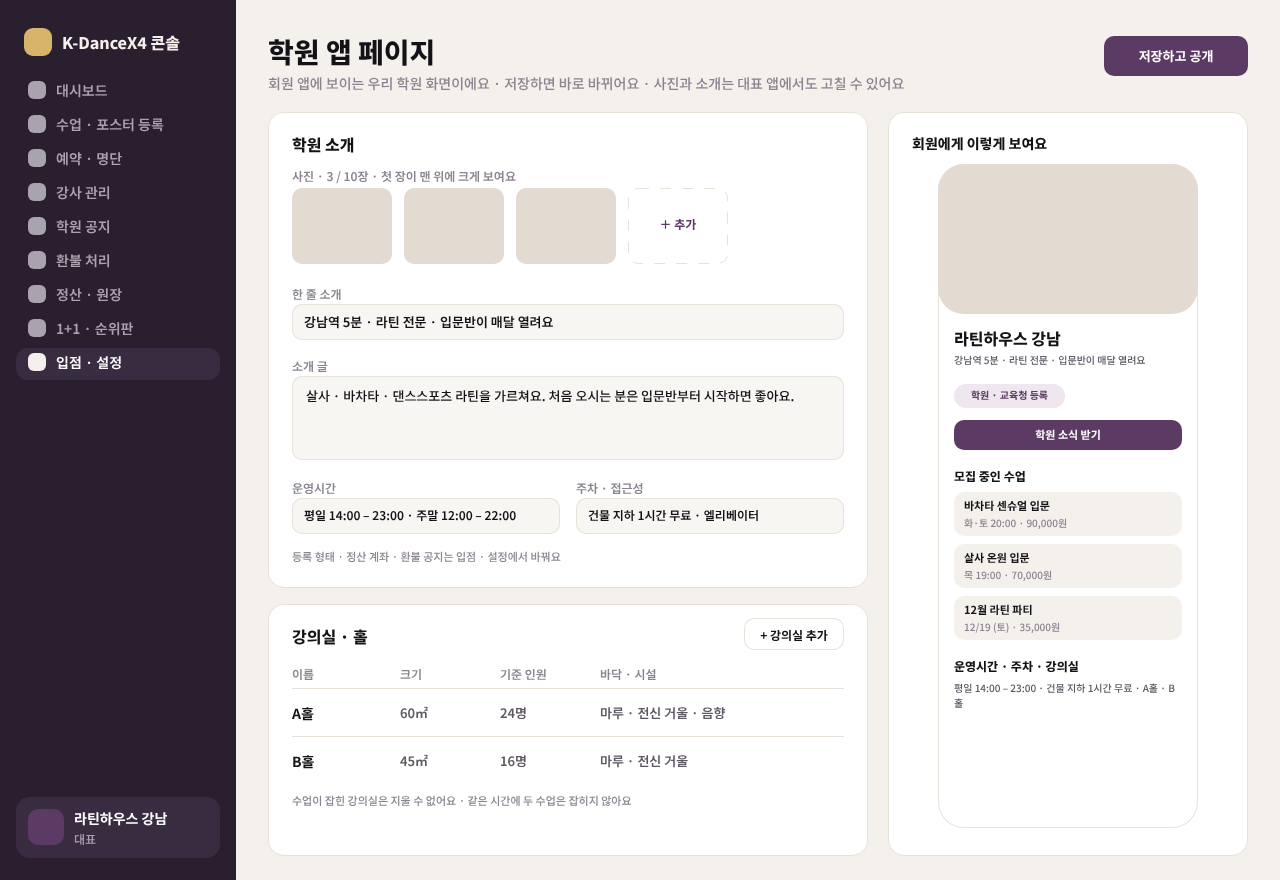 K-DanceX4 콘솔
대시보드
수업 · 포스터 등록
예약 · 명단
강사 관리
학원 공지
환불 처리
정산 · 원장
1+1 · 순위판
입점 · 설정
라틴하우스 강남
대표
학원 앱 페이지
회원 앱에 보이는 우리 학원 화면이에요 · 저장하면 바로 바뀌어요 · 사진과 소개는 대표 앱에서도 고칠 수 있어요
저장하고 공개
학원 소개
사진 · 3 / 10장 · 첫 장이 맨 위에 크게 보여요
+ 추가
한 줄 소개
강남역 5분 · 라틴 전문 · 입문반이 매달 열려요
소개 글
살사 · 바차타 · 댄스스포츠 라틴을 가르쳐요. 처음 오시는 분은 입문반부터 시작하면 좋아요.
운영시간
평일 14:00 – 23:00 · 주말 12:00 – 22:00
주차 · 접근성
건물 지하 1시간 무료 · 엘리베이터
등록 형태 · 정산 계좌 · 환불 공지는 입점 · 설정에서 바꿔요
강의실 · 홀
+ 강의실 추가
이름 크기 기준 인원 바닥 · 시설
A홀 60㎡ 24명 마루 · 전신 거울 · 음향
B홀 45㎡ 16명 마루 · 전신 거울
수업이 잡힌 강의실은 지울 수 없어요 · 같은 시간에 두 수업은 잡히지 않아요
회원에게 이렇게 보여요
라틴하우스 강남
강남역 5분 · 라틴 전문 · 입문반이 매달 열려요
학원 · 교육청 등록
학원 소식 받기
모집 중인 수업
바차타 센슈얼 입문
화·토 20:00 · 90,000원
살사 온원 입문
목 19:00 · 70,000원
12월 라틴 파티
12/19 (토) · 35,000원
운영시간 · 주차 · 강의실
평일 14:00 – 23:00 · 건물 지하 1시간 무료 · A홀 · B
홀